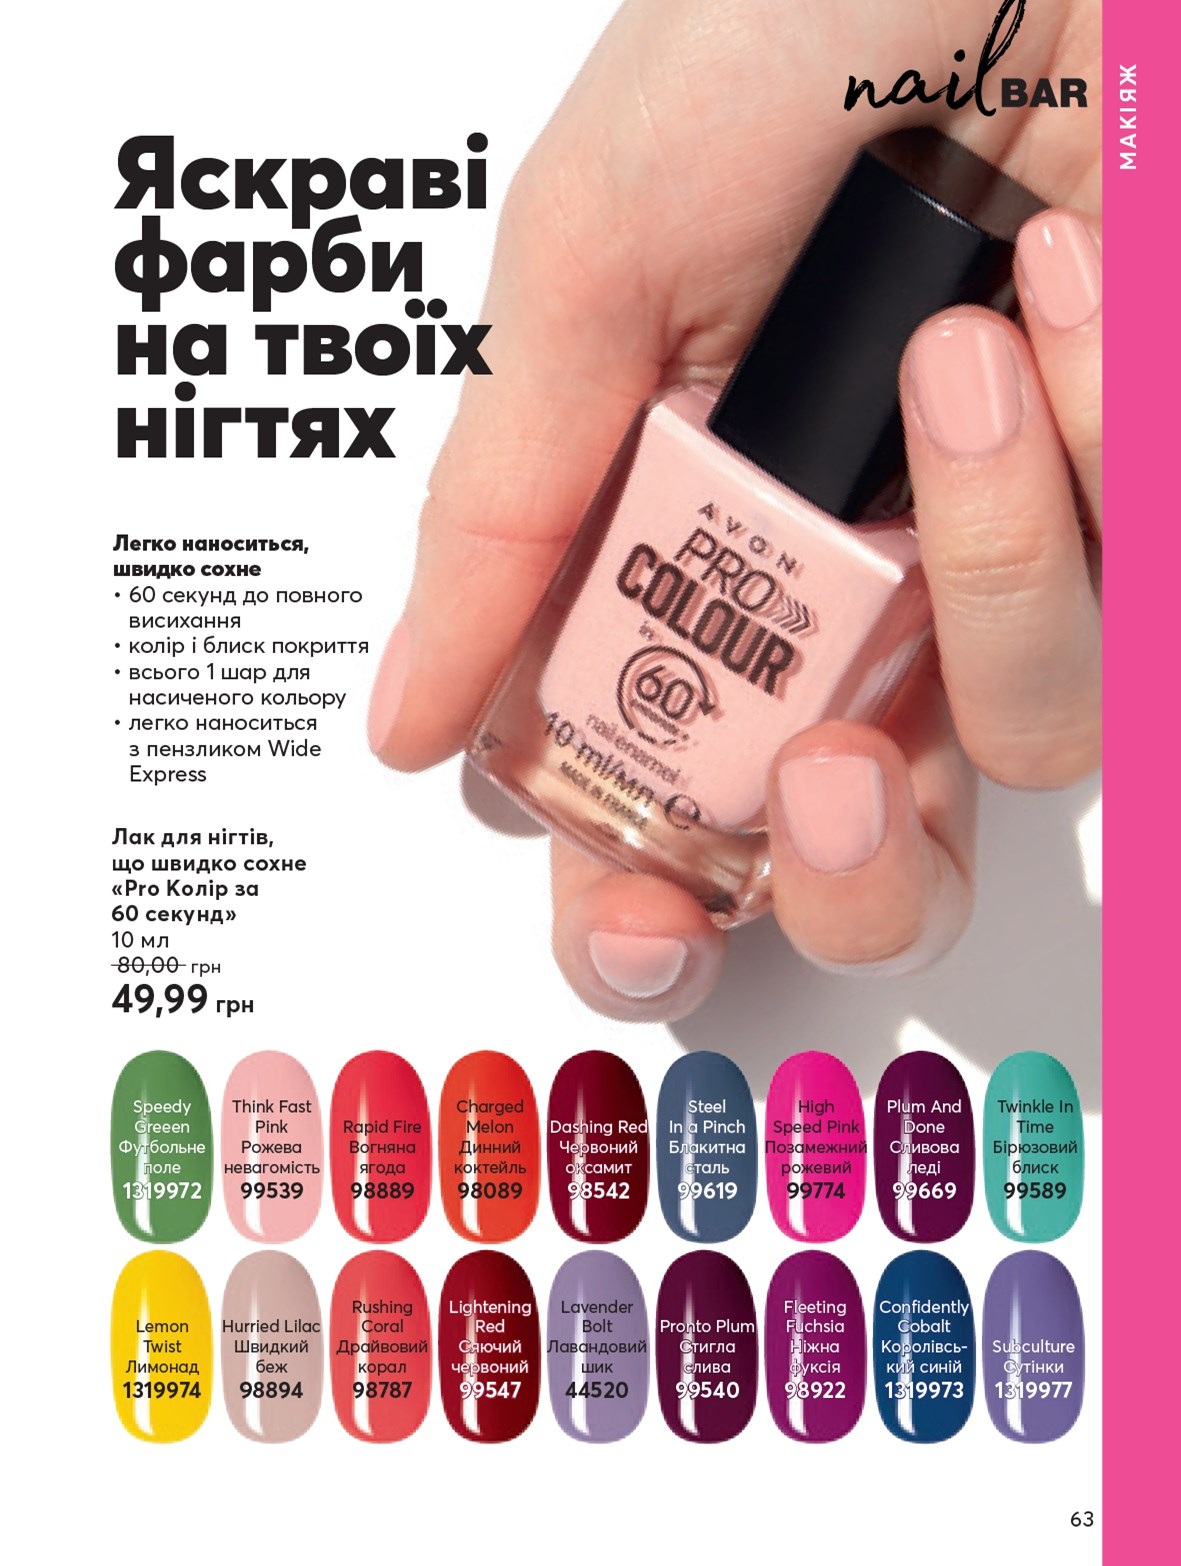 nail BAR
МАКІЯЖ
Яскраві
фарби
на твоїх
нігтях
Легко наноситься,
швидко сохне
• 60 секунд до повного
висихання
• колір і блиск покриття
• всього 1 шар для
насиченого кольору
• легко наноситься
з пензликом Wide
Express
Лак для нігтів,
що швидко сохне
«Pro Колір за
60 секунд»
10 мл
80,00 грн
49,99 грн
AVON
PRO
COLOUR
60
nail enamel
10 ml/мл e
Speedy
Greeen
Футбольне
поле
1319972
Think Fast
Pink
Рожева
невагомість
99539
Rapid Fire
Вогняна
ягода
98889
Charged
Melon
Динний
коктейль
98089
Dashing Red
Червоний
оксамит
98542
Steel
In a Pinch
Блакитна
сталь
99619
High
Speed Pink
Позамежний
рожевий
99774
Plum And
Done
Сливова
леді
99669
Twinkle In
Time
Бірюзовий
блиск
99589
Lemon
Twist
Лимонад
1319974
Hurried Lilac
Швидкий
беж
98894
Rushing
Coral
Драйвовий
корал
98787
Lightening
Red
Сяючий
червоний
99547
Lavender
Bolt
Лавандовий
шик
44520
Pronto Plum
Стигла
слива
99540
Fleeting
Fuchsia
Ніжна
фуксія
98922
Confidently
Cobalt
Королівсь-
кий синій
1319973
Subculture
Сутінки
1319977
63